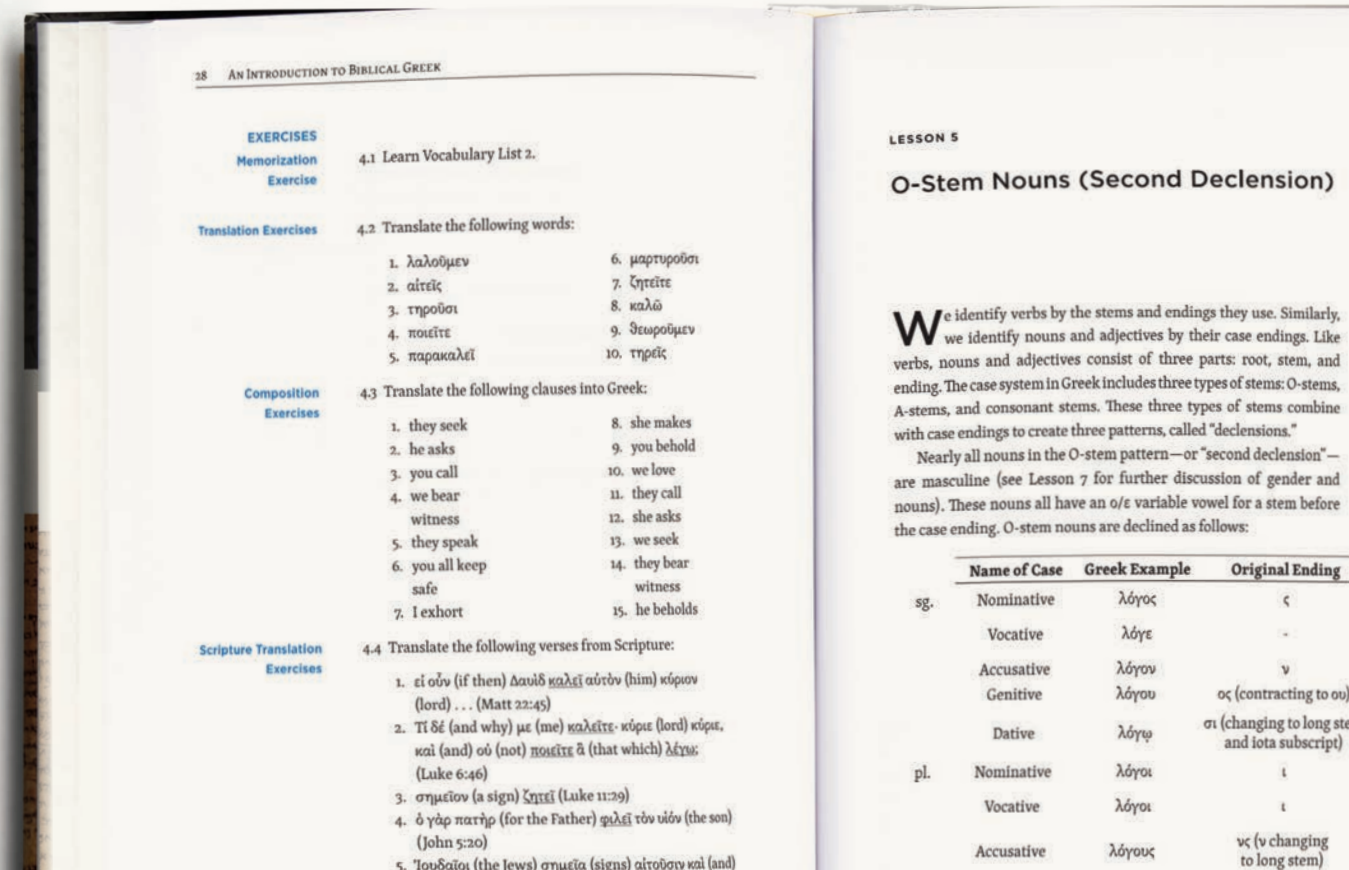 28 AN INTRODUCTION TO BIBLICAL GREEK
EXERCISES
Memorization
Exercise
4.1 Learn Vocabulary List 2.
Translation Exercises
4.2 Translate the following words:
1. λαλοῦμεν
2. αἰτεῖς
3. τηροῦσι
4. ποιεῖτε
5. παρακαλεῖ
6. μαρτυροῦσι
7. ζητεῖτε
8. καλῶ
9. θεωροῦμεν
10. τηρεῖς
Composition
Exercises
4.3 Translate the following clauses into Greek:
1. they seek
2. he asks
3. you call
4. we bear
witness
5. they speak
6. you all keep
safe
7. I exhort
8. she makes
9. you behold
10. we love
11. they call
12. she asks
13. we seek
14. they bear
witness
15. he beholds
Scripture Translation
Exercises
4.4 Translate the following verses from Scripture:
1. εἰ οὖν (if then) Δαυὶδ καλεῖ αὐτὸν (him) κύριον
(lord) . . . (Matt 22:45)
2. Τί δέ (and why) με (me) καλεῖτε· κύριε (lord) κύριε,
καὶ (and) οὐ (not) ποιεῖτε ἃ (that which) λέγω;
(Luke 6:46)
3. σημεῖον (a sign) ζητεῖ (Luke 11:29)
4. ὁ γὰρ πατὴρ (for the Father) φιλεῖ τὸν υἱόν (the son)
(John 5:20)
5. Ἰουδαῖοι (the Jews) σημεῖα (signs) αἰτοῦσιν καὶ (and)
LESSON 5
O-Stem Nouns (Second Declension)
We identify verbs by the stems and endings they use. Similarly,
we identify nouns and adjectives by their case endings. Like
verbs, nouns and adjectives consist of three parts: root, stem, and
ending. The case system in Greek includes three types of stems: O-stems,
A-stems, and consonant stems. These three types of stems combine
with case endings to create three patterns, called "declensions."
Nearly all nouns in the O-stem pattern—or "second declension"—
are masculine (see Lesson 7 for further discussion of gender and
nouns). These nouns all have an ο/ε variable vowel for a stem before
the case ending. O-stem nouns are declined as follows:
Name of Case Greek Example Original Ending
sg. Nominative λόγος ς
Vocative λόγε -
Accusative λόγον ν
Genitive λόγου ος (contracting to ου)
Dative λόγῳ σι (changing to long ste
and iota subscript)
pl. Nominative λόγοι ι
Vocative λόγοι ι
Accusative λόγους νς (ν changing
to long stem)